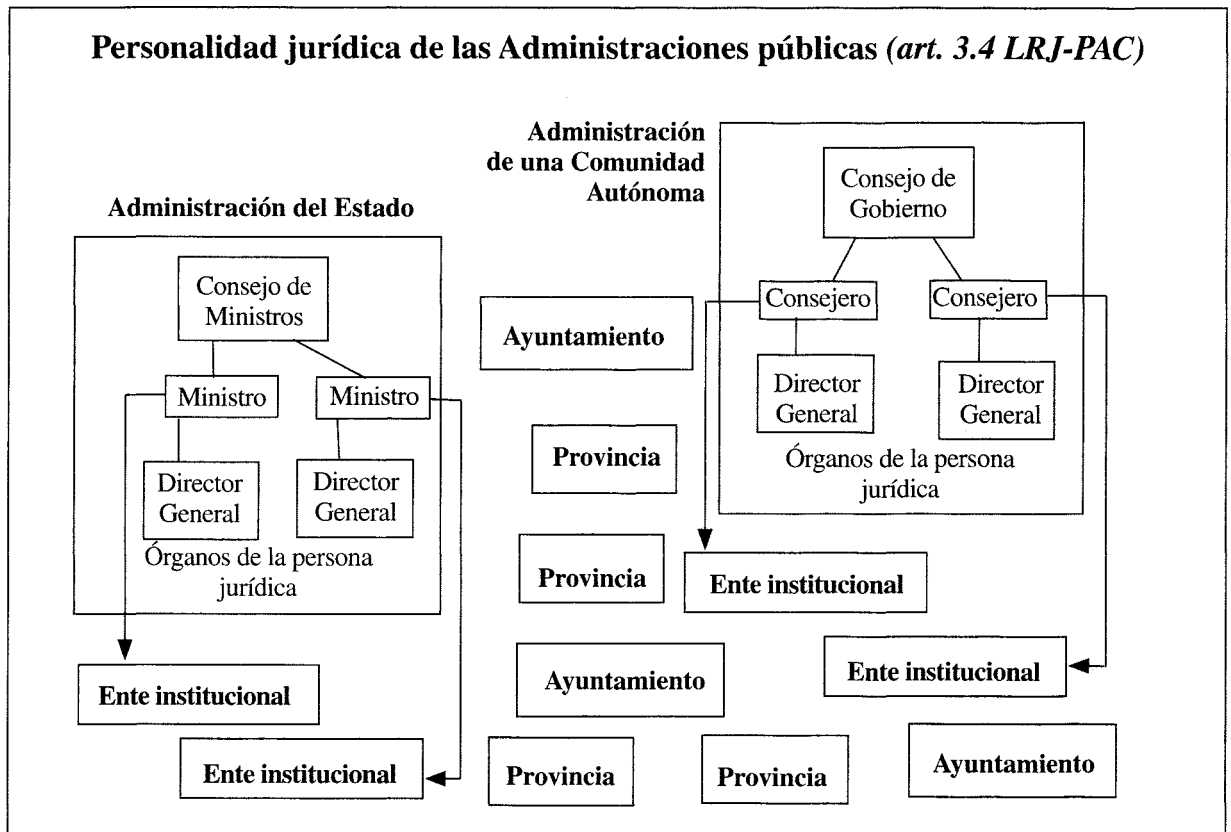 Personalidad jurídica de las Administraciones públicas (art. 3.4 LRJ-PAC)
Administración del Estado
Consejo de
Ministros
Ministro
Ministro
Director
General
Director
General
Órganos de la persona
jurídica
Ente institucional
Ente institucional
Administración
de una Comunidad
Autónoma
Consejo de
Gobierno
Consejero
Consejero
Director
General
Director
General
Órganos de la persona
jurídica
Ente institucional
Ente institucional
Ayuntamiento
Provincia
Provincia
Ayuntamiento
Provincia
Provincia
Ayuntamiento